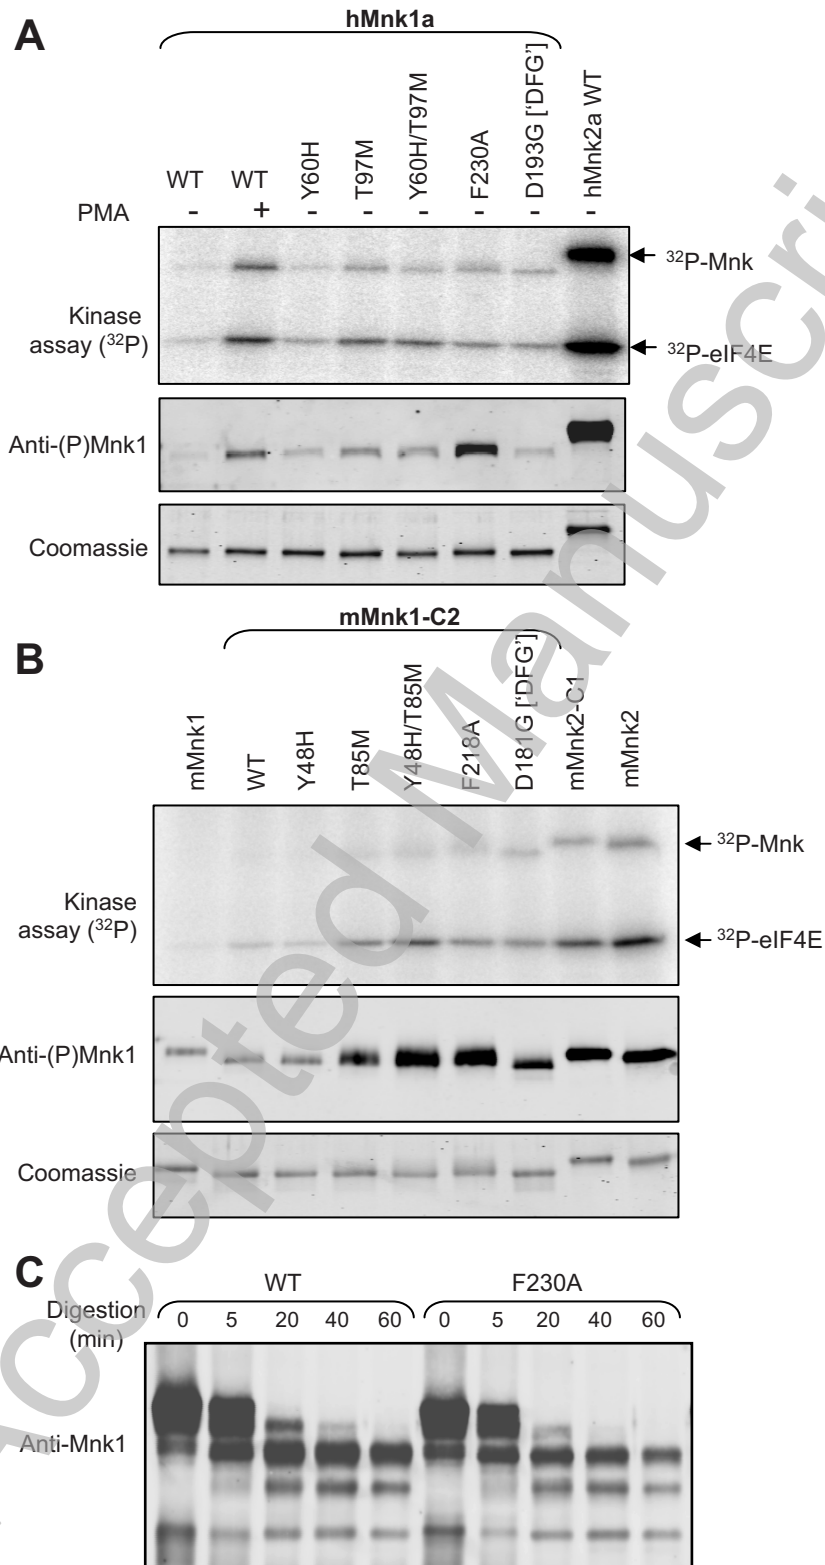 A
hMnk1a
WT
WT
Y60H
T97M
Y60H/T97M
F230A
D193G ['DFG']
hMnk2a WT
PMA
- + - - - - - -
Kinase
assay (³²P)
³²P-Mnk
³²P-eIF4E
Anti-(P)Mnk1
Coomassie
B
mMnk1-C2
mMnk1
WT
Y48H
T85M
Y48H/T85M
F218A
D181G ['DFG']
mMnk2-C1
mMnk2
Kinase
assay (³²P)
³²P-Mnk
³²P-eIF4E
Anti-(P)Mnk1
Coomassie
C
WT F230A
Digestion
(min)
0 5 20 40 60 0 5 20 40 60
Anti-Mnk1
Accepted Manuscri